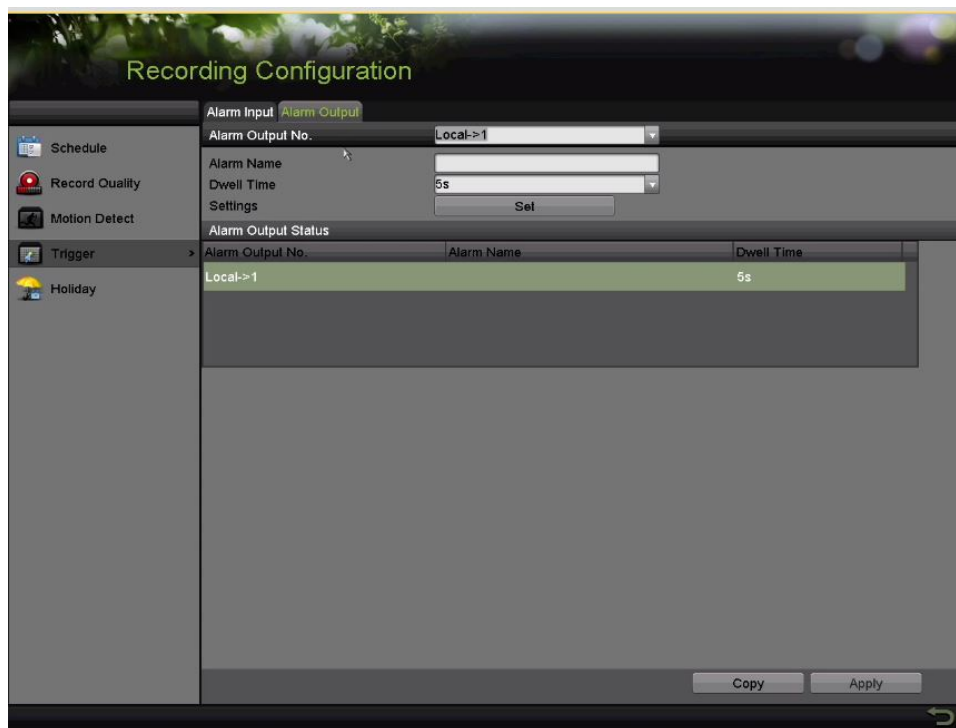 Recording Configuration
Alarm Input Alarm Output
Alarm Output No. Local->1
Schedule
Alarm Name
Record Quality
Dwell Time 5s
Settings Set
Motion Detect
Alarm Output Status
Trigger >
Alarm Output No. Alarm Name Dwell Time
Local->1 5s
Holiday
Copy Apply